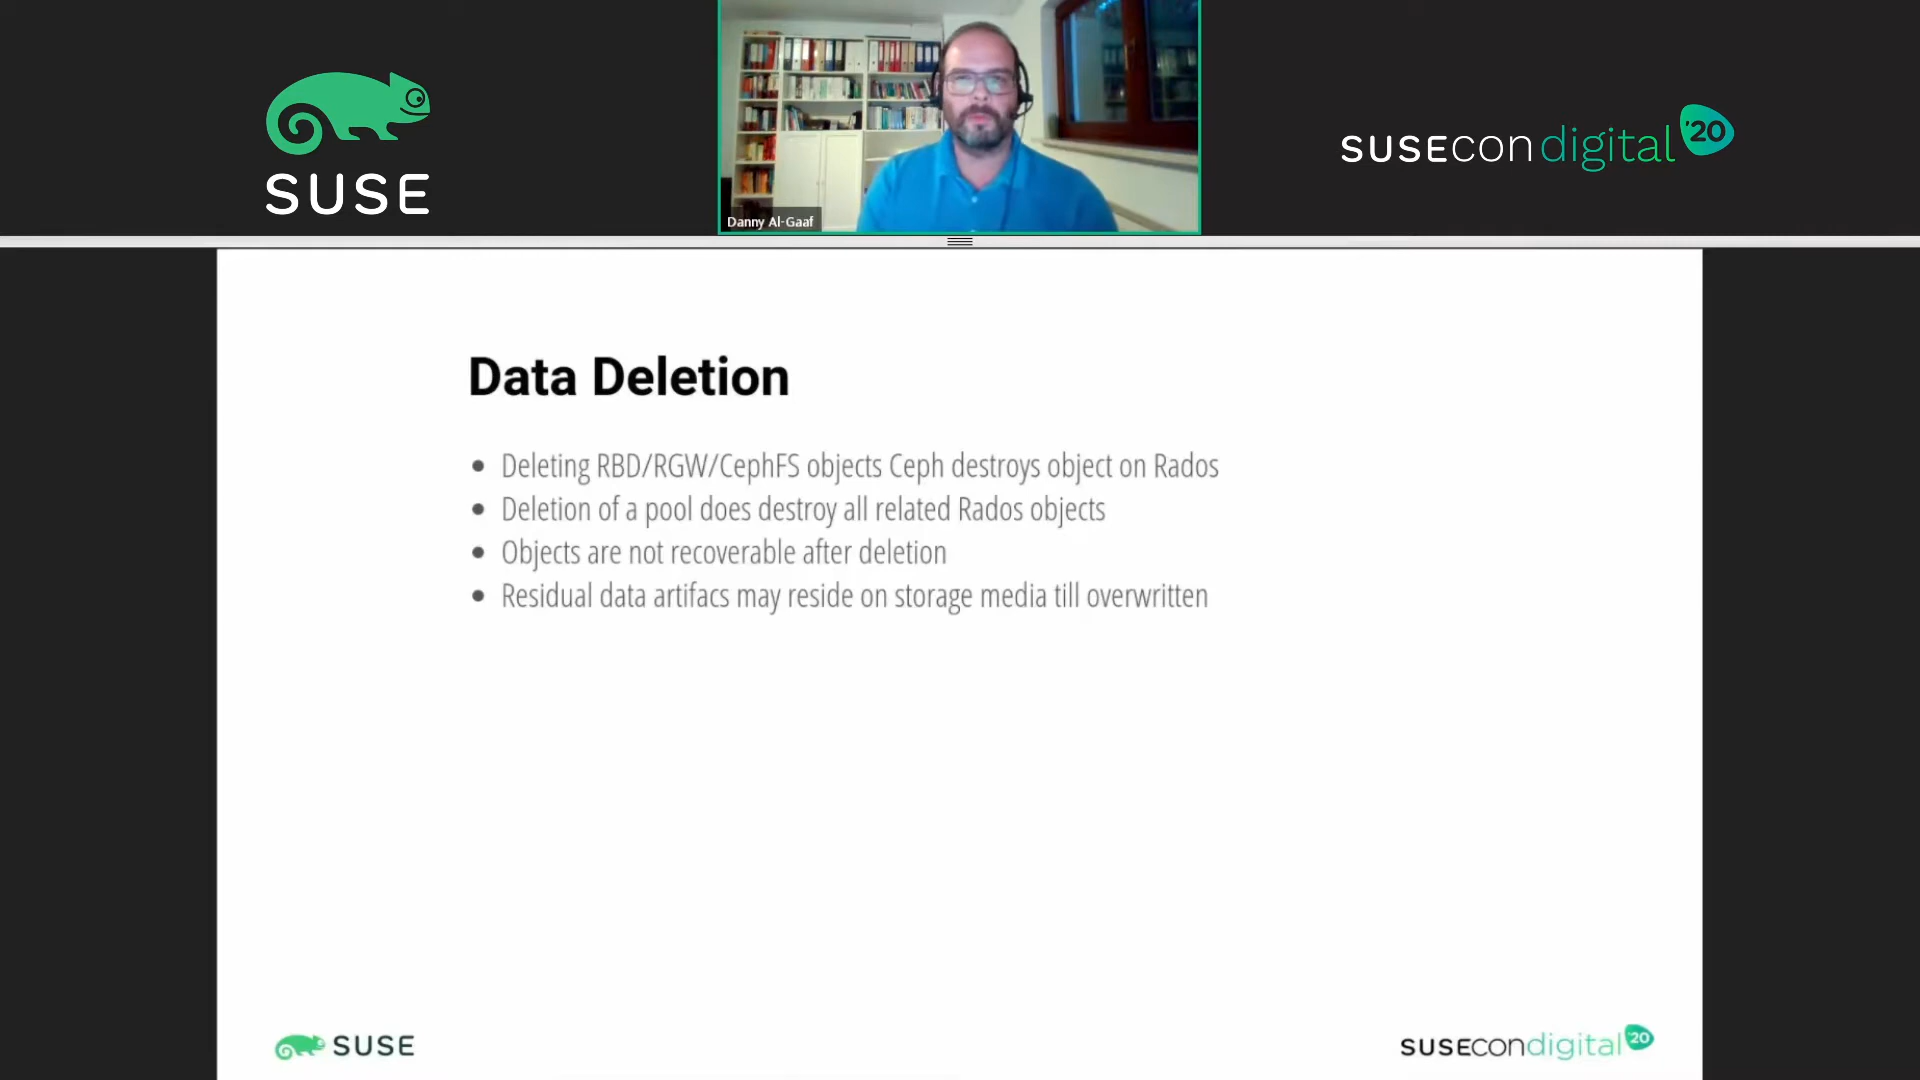 SUSE
Danny Al-Gaaf
SUSEcon digital '20
Data Deletion
• Deleting RBD/RGW/CephFS objects Ceph destroys object on Rados
• Deletion of a pool does destroy all related Rados objects
• Objects are not recoverable after deletion
• Residual data artifacs may reside on storage media till overwritten
SUSE
SUSEcondigital '20